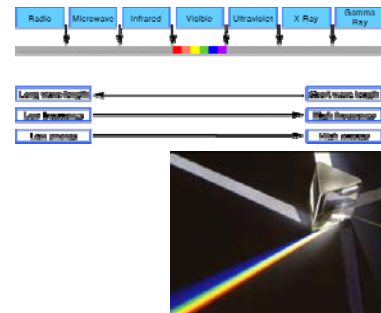 Radio Microwave Infrared Visible Ultraviolet X Ray Gamma Ray
Long wave length Short wave length
Low frequency High frequency
Low energy High energy